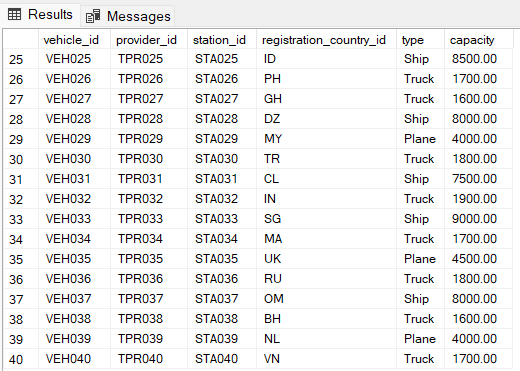 Results Messages
vehicle_id provider_id station_id registration_country_id type capacity
25 VEH025 TPR025 STA025 ID Ship 8500.00
26 VEH026 TPR026 STA026 PH Truck 1700.00
27 VEH027 TPR027 STA027 GH Truck 1600.00
28 VEH028 TPR028 STA028 DZ Ship 8000.00
29 VEH029 TPR029 STA029 MY Plane 4000.00
30 VEH030 TPR030 STA030 TR Truck 1800.00
31 VEH031 TPR031 STA031 CL Ship 7500.00
32 VEH032 TPR032 STA032 IN Truck 1900.00
33 VEH033 TPR033 STA033 SG Ship 9000.00
34 VEH034 TPR034 STA034 MA Truck 1700.00
35 VEH035 TPR035 STA035 UK Plane 4500.00
36 VEH036 TPR036 STA036 RU Truck 1800.00
37 VEH037 TPR037 STA037 OM Ship 8000.00
38 VEH038 TPR038 STA038 BH Truck 1600.00
39 VEH039 TPR039 STA039 NL Plane 4000.00
40 VEH040 TPR040 STA040 VN Truck 1700.00